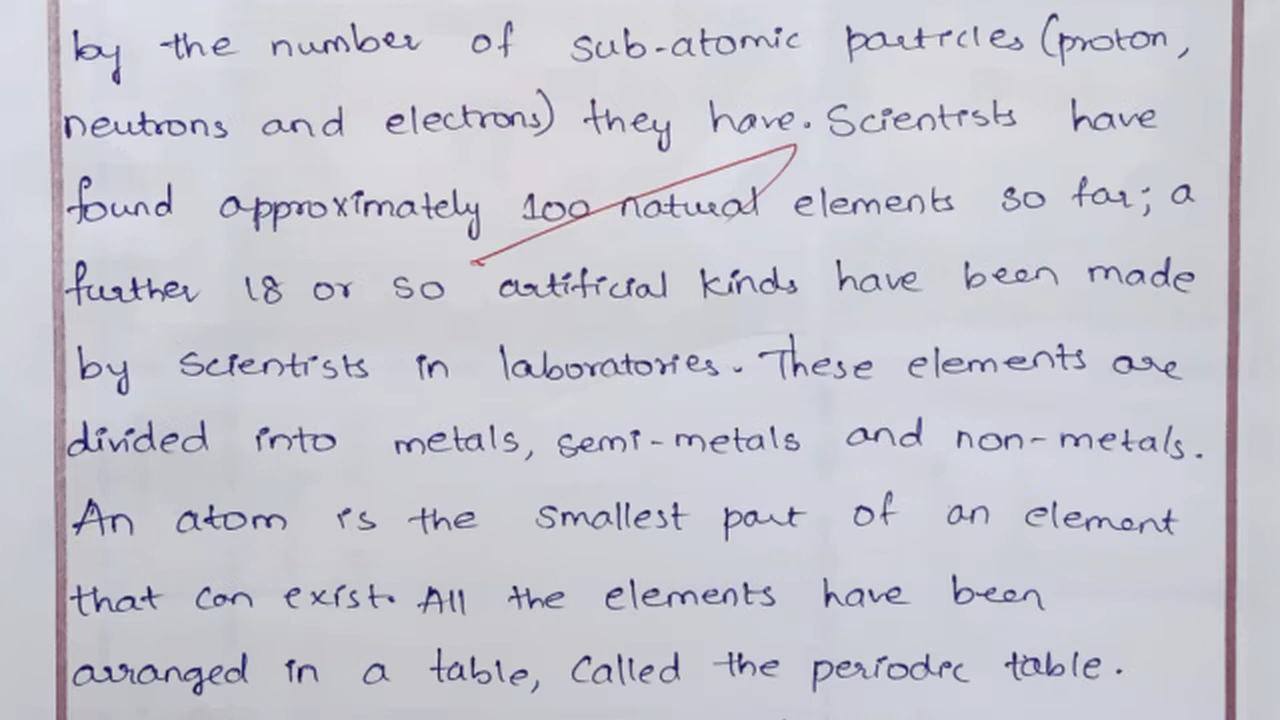 by the number of sub-atomic particles (proton,
neutrons and electrons) they have. Scientists have
found approximately 100 natural elements so far; a
further 18 or so artificial kinds have been made
by scientists in laboratories. These elements are
divided into metals, semi-metals and non-metals.
An atom is the smallest part of an element
that can exist. All the elements have been
arranged in a table, called the periodic table.